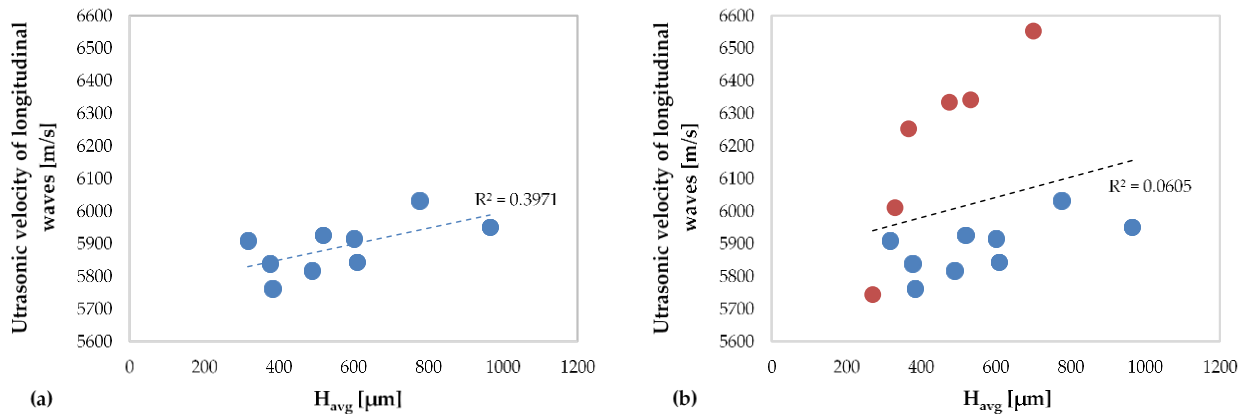 Utrasonic velocity of longitudinal
waves [m/s]
6600
6500
6400
6300
6200
6100
6000
5900
5800
5700
5600
R² = 0.3971
0 200 400 600 800 1000 1200
(a)
Havg [µm]
Utrasonic velocity of longitudinal
waves [m/s]
6600
6500
6400
6300
6200
6100
6000
5900
5800
5700
5600
R² = 0.0605
0 200 400 600 800 1000 1200
(b)
Havg [µm]